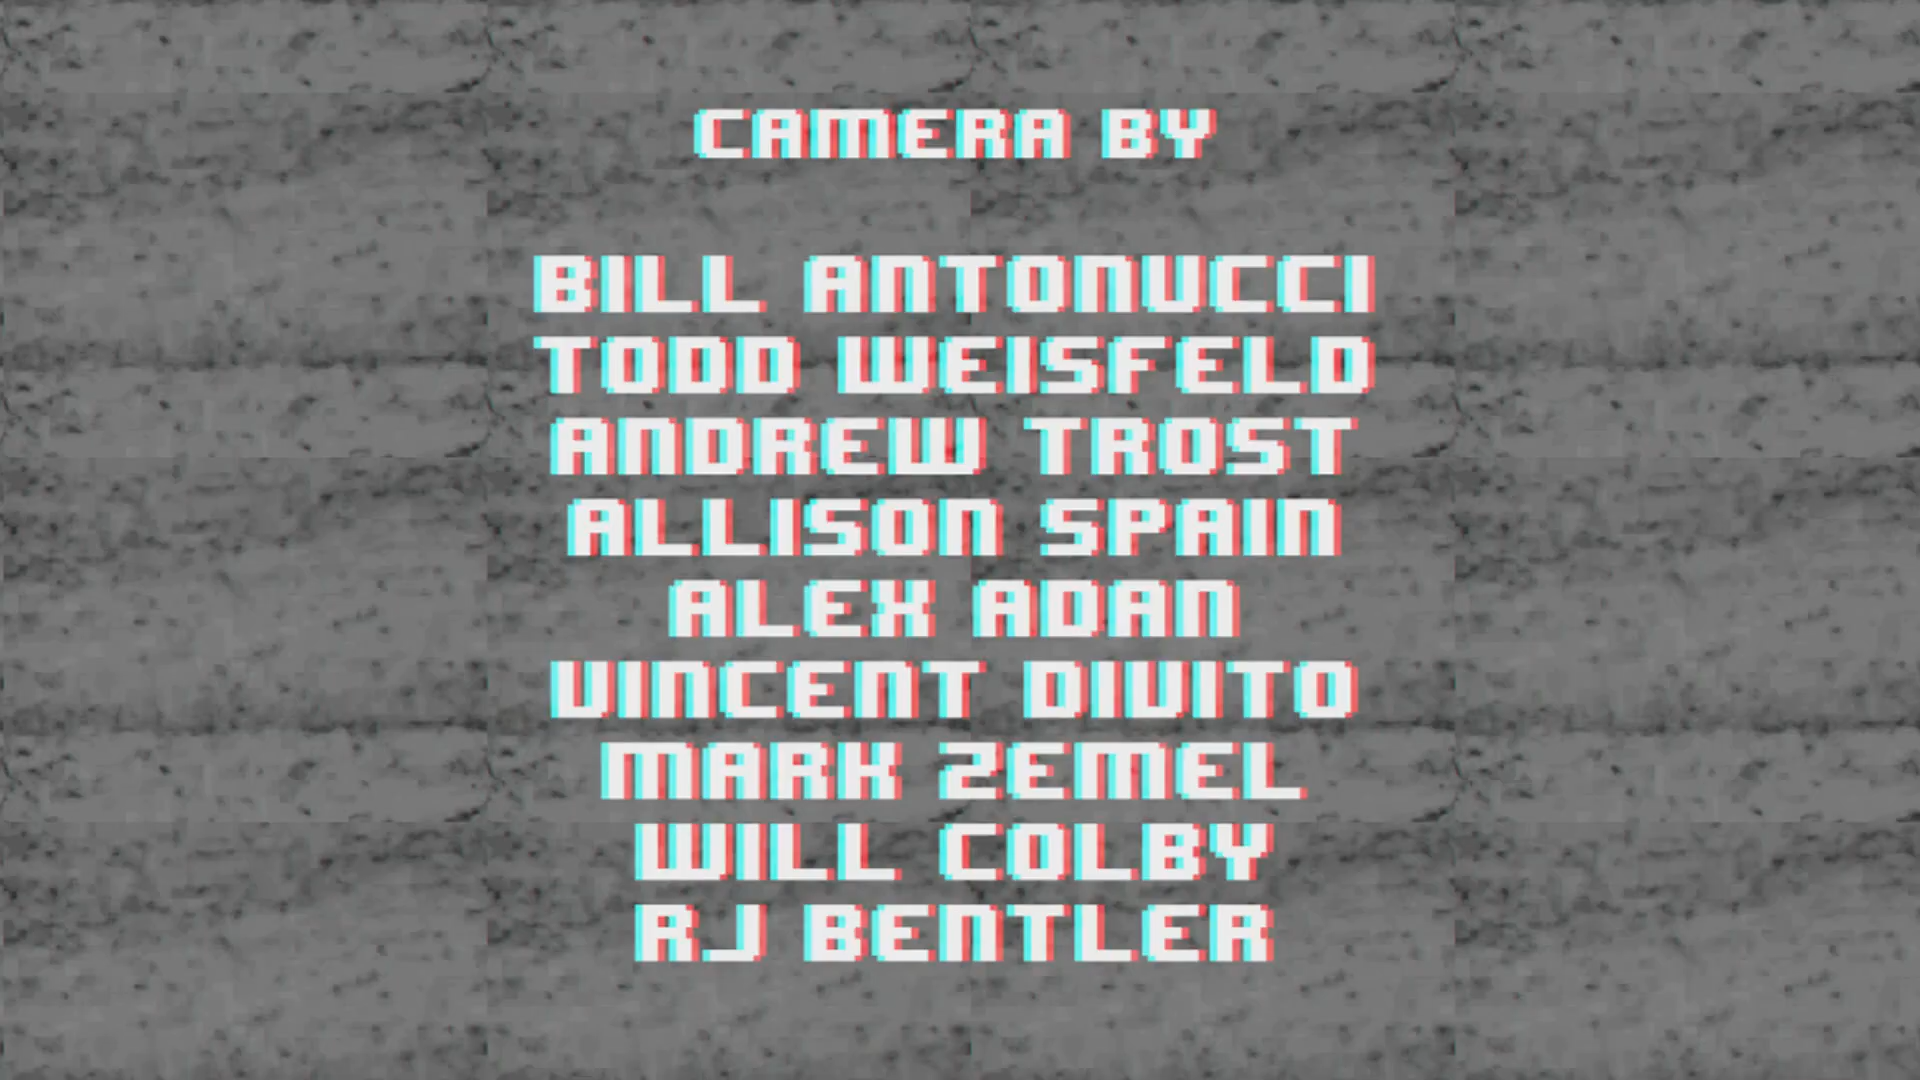 CAMERA BY
BILL ANTONUCCI
TODD WEISFELD
ANDREW TROST
ALLISON SPAIN
ALEX ADAN
VINCENT DIVITO
MARK ZEMEL
WILL COLBY
RJ BENTLER